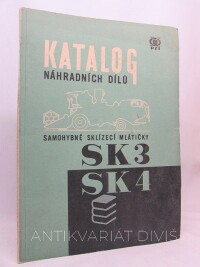 KATALOG
NÁHRADNÍCH DÍLŮ
SAMOHYBNÉ SKLÍZECÍ MLÁTIČKY
SK3
SK4
ANTIKVARIÁT DIVIŠ